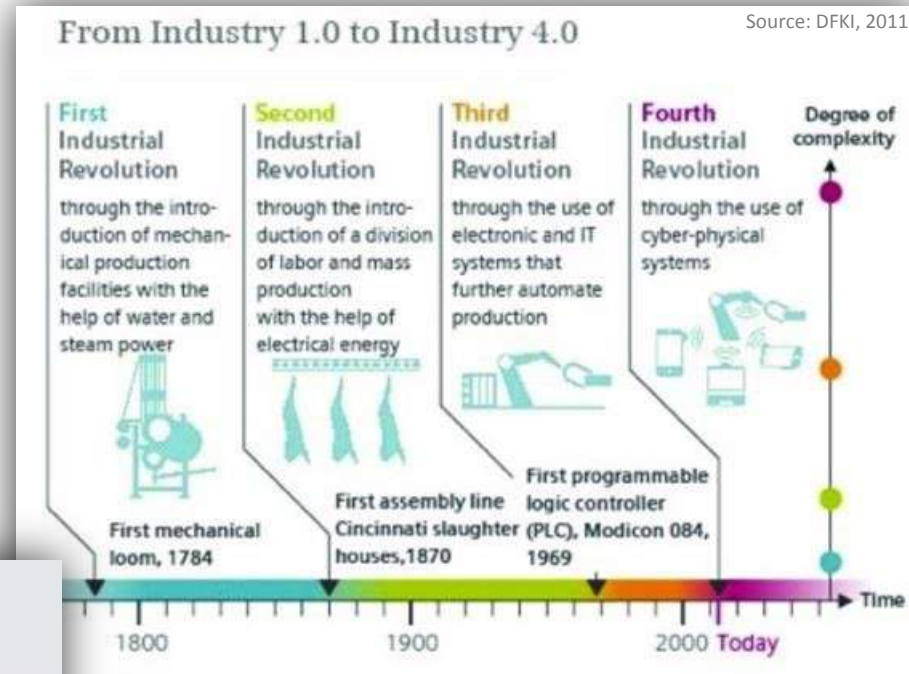 From Industry 1.0 to Industry 4.0
Source: DFKI, 2011
First
Industrial
Revolution
through the intro-
duction of mechan-
ical production
facilities with the
help of water and
steam power
First mechanical
loom, 1784
Second
Industrial
Revolution
through the intro-
duction of a division
of labor and mass
production
with the help of
electrical energy
First assembly line
Cincinnati slaughter
houses,1870
Third
Industrial
Revolution
through the use of
electronic and IT
systems that
further automate
production
First programmable
logic controller
(PLC), Modicon 084,
1969
Fourth
Industrial
Revolution
through the use of
cyber-physical
systems
Degree of
complexity
Time
1800
1900
2000
Today